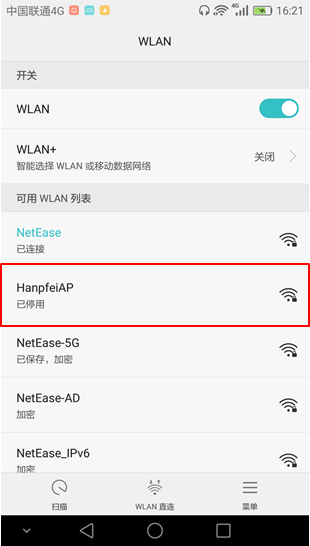 中国联通4G 4G 16:21
WLAN
开关
WLAN
WLAN+
智能选择 WLAN 或移动数据网络
关闭
可用 WLAN 列表
NetEase
已连接
HanpfeiAP
已停用
NetEase-5G
已保存，加密
NetEase-AD
加密
NetEase_IPv6
加密
扫描 WLAN 直连 菜单